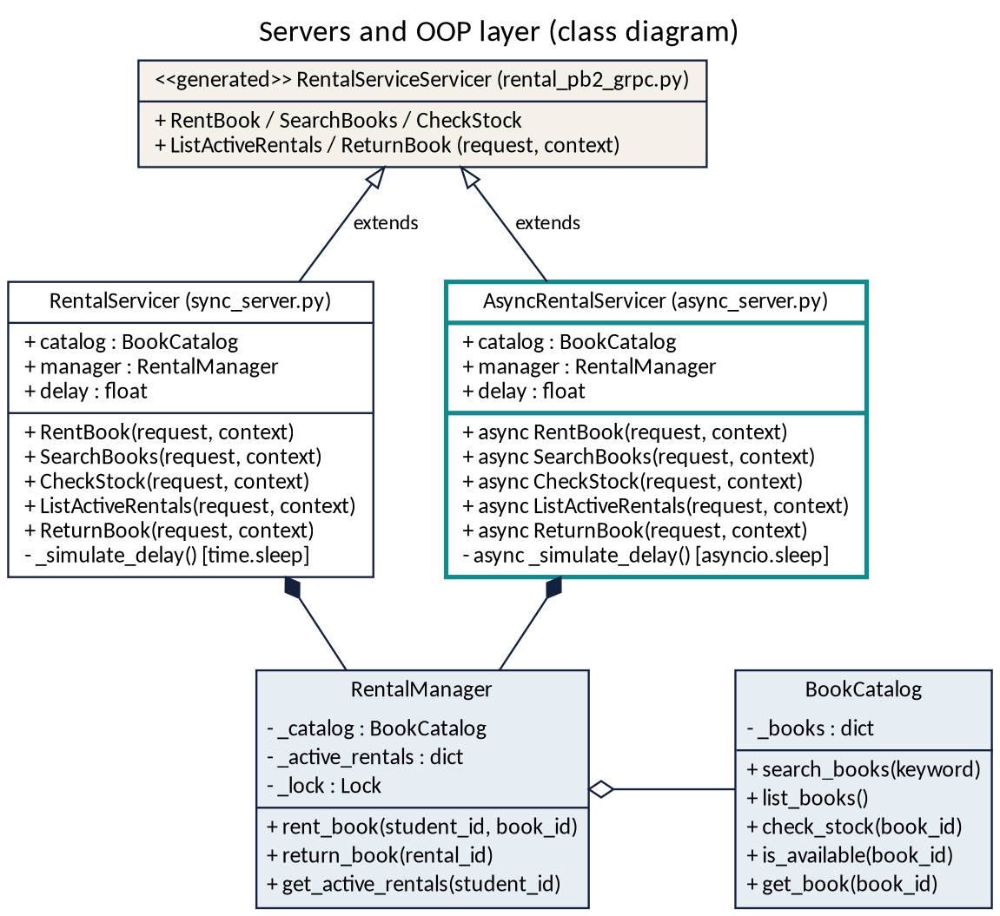 Servers and OOP layer (class diagram)
<<generated>> RentalServiceServicer (rental_pb2_grpc.py)
+ RentBook / SearchBooks / CheckStock
+ ListActiveRentals / ReturnBook (request, context)
extends
extends
RentalServicer (sync_server.py)
+ catalog : BookCatalog
+ manager : RentalManager
+ delay : float
+ RentBook(request, context)
+ SearchBooks(request, context)
+ CheckStock(request, context)
+ ListActiveRentals(request, context)
+ ReturnBook(request, context)
- _simulate_delay() [time.sleep]
AsyncRentalServicer (async_server.py)
+ catalog : BookCatalog
+ manager : RentalManager
+ delay : float
+ async RentBook(request, context)
+ async SearchBooks(request, context)
+ async CheckStock(request, context)
+ async ListActiveRentals(request, context)
+ async ReturnBook(request, context)
- async _simulate_delay() [asyncio.sleep]
RentalManager
- _catalog : BookCatalog
- _active_rentals : dict
- _lock : Lock
+ rent_book(student_id, book_id)
+ return_book(rental_id)
+ get_active_rentals(student_id)
BookCatalog
- _books : dict
+ search_books(keyword)
+ list_books()
+ check_stock(book_id)
+ is_available(book_id)
+ get_book(book_id)